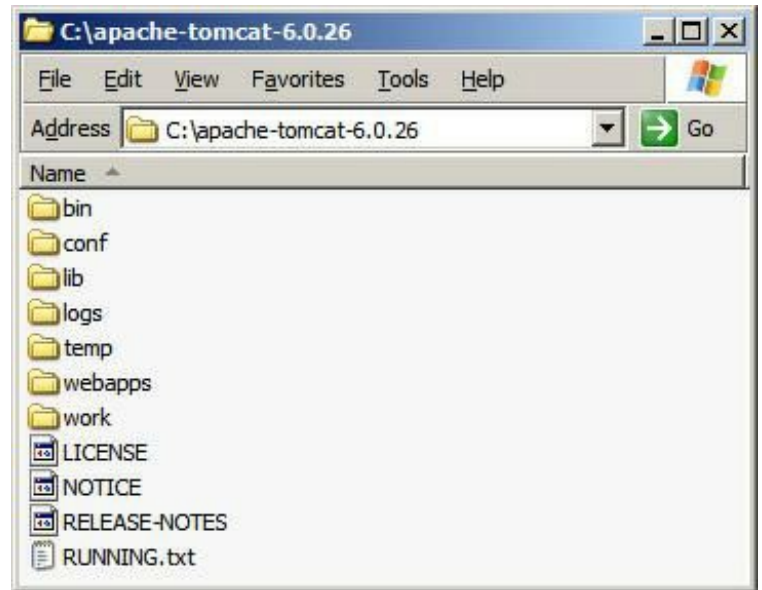 C:\apache-tomcat-6.0.26
File Edit View Favorites Tools Help
Address C:\apache-tomcat-6.0.26 Go
Name
bin
conf
lib
logs
temp
webapps
work
LICENSE
NOTICE
RELEASE-NOTES
RUNNING.txt